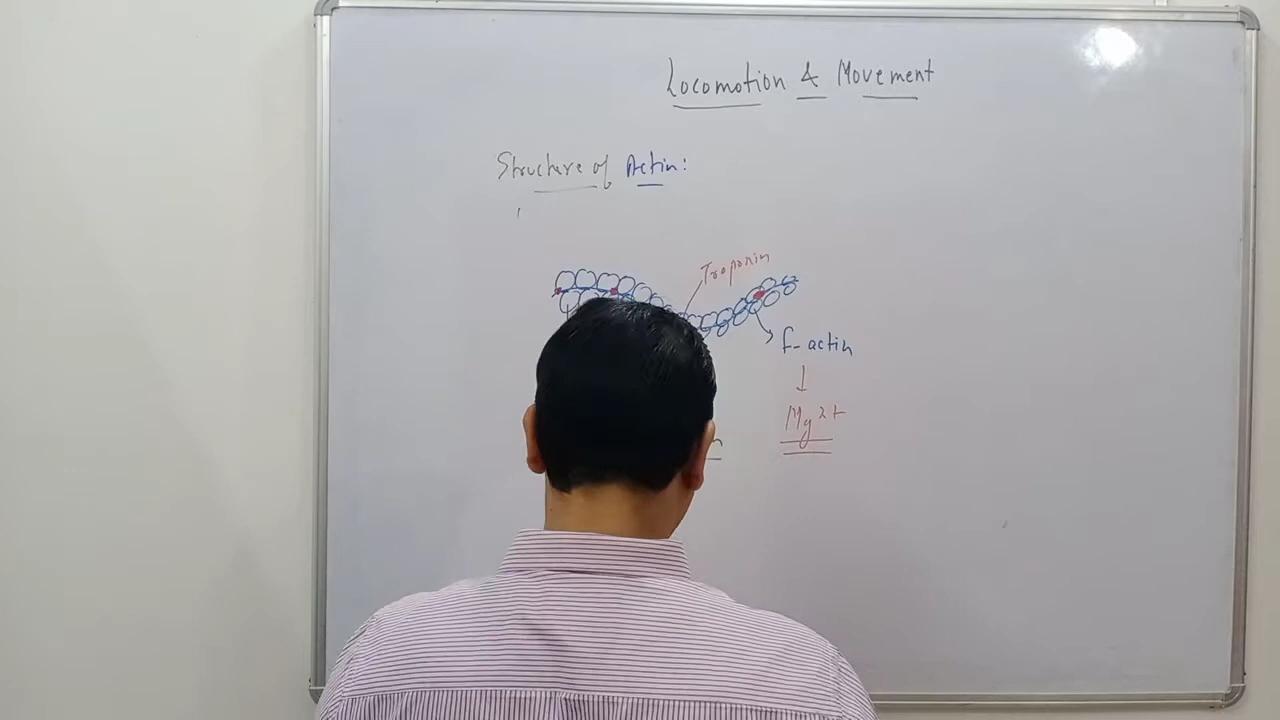 Locomotion & Movement
Structure of Actin:
Troponin
f-actin
Mg2+